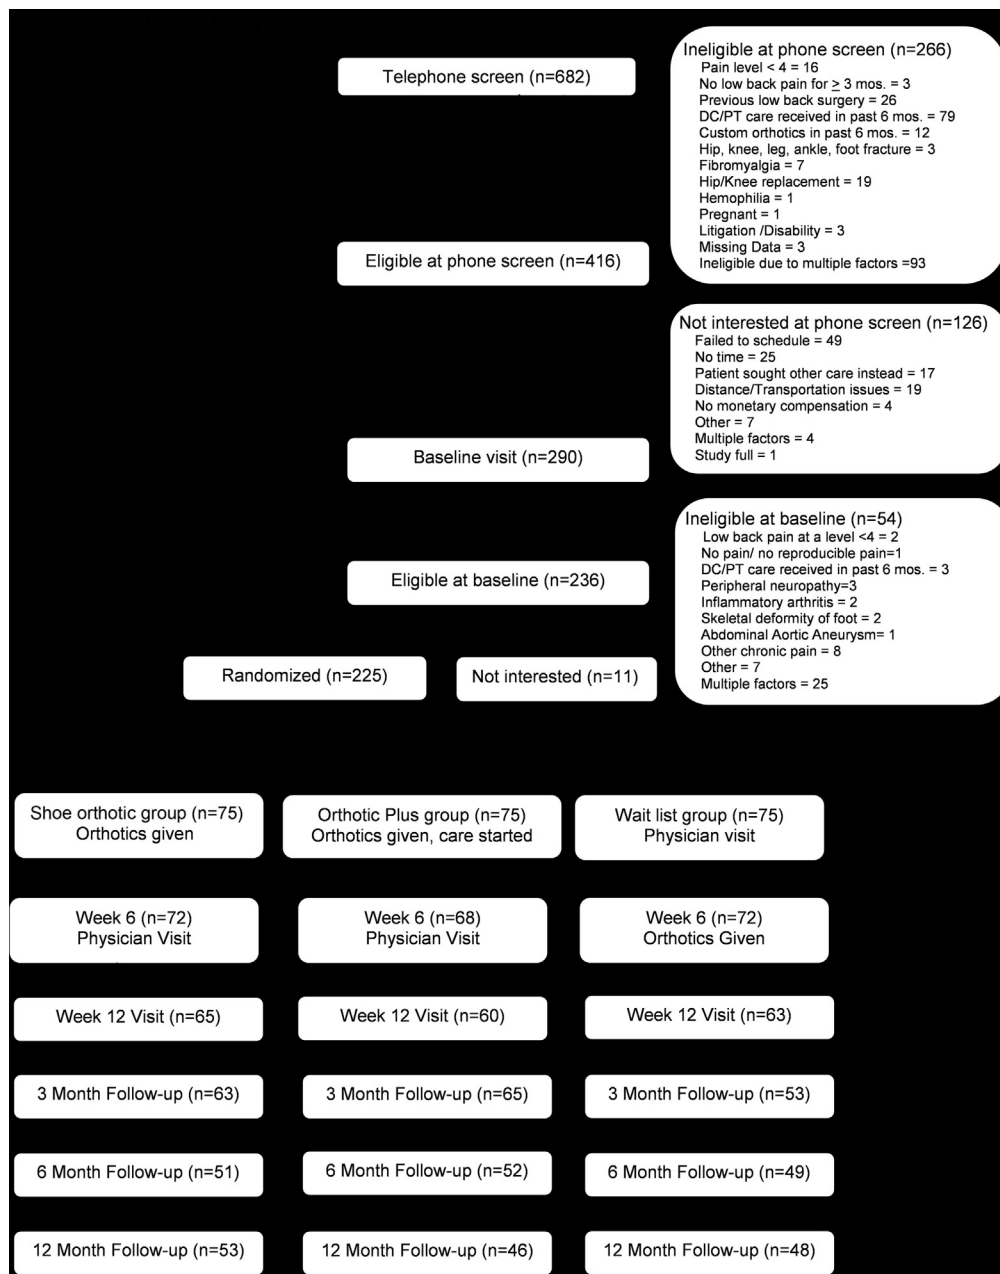 Telephone screen (n=682)
Ineligible at phone screen (n=266)
Pain level < 4 = 16
No low back pain for ≥ 3 mos. = 3
Previous low back surgery = 26
DC/PT care received in past 6 mos. = 79
Custom orthotics in past 6 mos. = 12
Hip, knee, leg, ankle, foot fracture = 3
Fibromyalgia = 7
Hip/Knee replacement = 19
Hemophilia = 1
Pregnant = 1
Litigation /Disability = 3
Missing Data = 3
Ineligible due to multiple factors =93
Eligible at phone screen (n=416)
Not interested at phone screen (n=126)
Failed to schedule = 49
No time = 25
Patient sought other care instead = 17
Distance/Transportation issues = 19
No monetary compensation = 4
Other = 7
Multiple factors = 4
Study full = 1
Baseline visit (n=290)
Ineligible at baseline (n=54)
Low back pain at a level <4 = 2
No pain/ no reproducible pain=1
DC/PT care received in past 6 mos. = 3
Peripheral neuropathy=3
Inflammatory arthritis = 2
Skeletal deformity of foot = 2
Abdominal Aortic Aneurysm= 1
Other chronic pain = 8
Other = 7
Multiple factors = 25
Eligible at baseline (n=236)
Randomized (n=225)
Not interested (n=11)
Shoe orthotic group (n=75)
Orthotics given
Orthotic Plus group (n=75)
Orthotics given, care started
Wait list group (n=75)
Physician visit
Week 6 (n=72)
Physician Visit
Week 6 (n=68)
Physician Visit
Week 6 (n=72)
Orthotics Given
Week 12 Visit (n=65)
Week 12 Visit (n=60)
Week 12 Visit (n=63)
3 Month Follow-up (n=63)
3 Month Follow-up (n=65)
3 Month Follow-up (n=53)
6 Month Follow-up (n=51)
6 Month Follow-up (n=52)
6 Month Follow-up (n=49)
12 Month Follow-up (n=53)
12 Month Follow-up (n=46)
12 Month Follow-up (n=48)